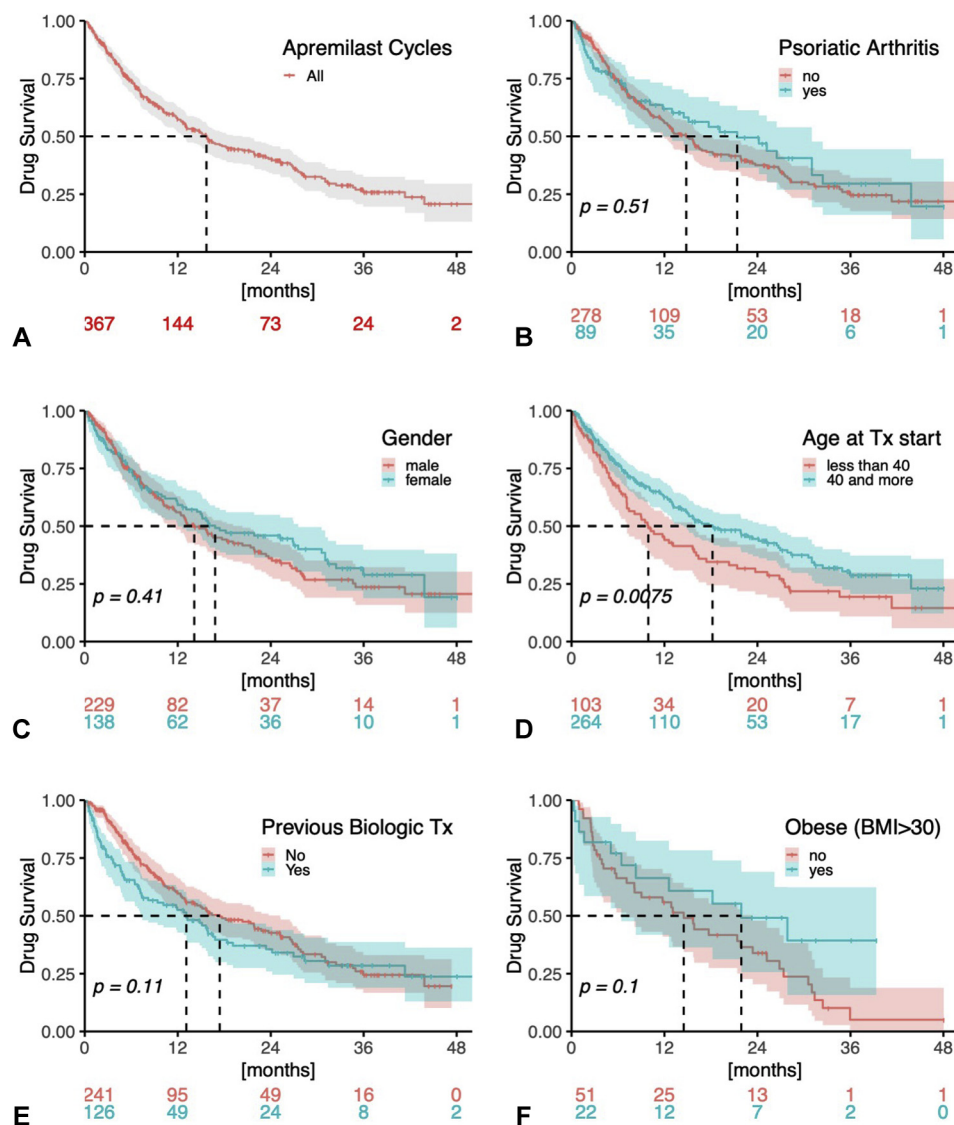 Apremilast Cycles
All
Drug Survival
1.00
0.75
0.50
0.25
0.00
0 12 24 36 48
[months]
367 144 73 24 2
A
Psoriatic Arthritis
no
yes
Drug Survival
1.00
0.75
0.50
0.25
0.00
p = 0.51
0 12 24 36 48
[months]
278 109 53 18 1
89 35 20 6 1
B
Gender
male
female
Drug Survival
1.00
0.75
0.50
0.25
0.00
p = 0.41
0 12 24 36 48
[months]
229 82 37 14 1
138 62 36 10 1
C
Age at Tx start
less than 40
40 and more
Drug Survival
1.00
0.75
0.50
0.25
0.00
p = 0.0075
0 12 24 36 48
[months]
103 34 20 7 1
264 110 53 17 1
D
Previous Biologic Tx
No
Yes
Drug Survival
1.00
0.75
0.50
0.25
0.00
p = 0.11
0 12 24 36 48
[months]
241 95 49 16 0
126 49 24 8 2
E
Obese (BMI>30)
no
yes
Drug Survival
1.00
0.75
0.50
0.25
0.00
p = 0.1
0 12 24 36 48
[months]
51 25 13 1 1
22 12 7 2 0
F